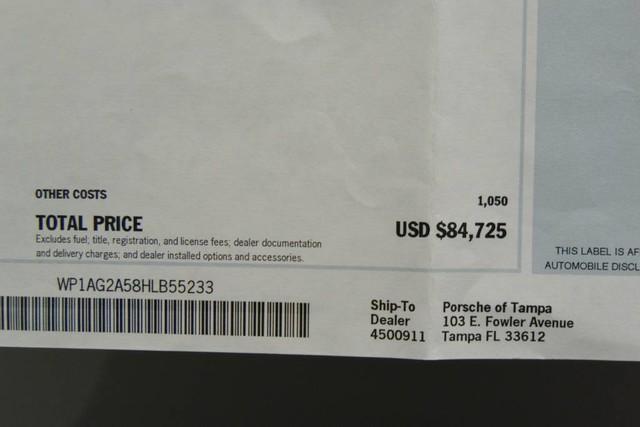 OTHER COSTS 1,050
TOTAL PRICE USD $84,725
Excludes fuel, title, registration, and license fees; dealer documentation
and delivery charges; and dealer installed options and accessories.
WP1AG2A58HLB55233
Ship-To Porsche of Tampa
Dealer 103 E. Fowler Avenue
4500911 Tampa FL 33612
THIS LABEL IS AF
AUTOMOBILE DISCL